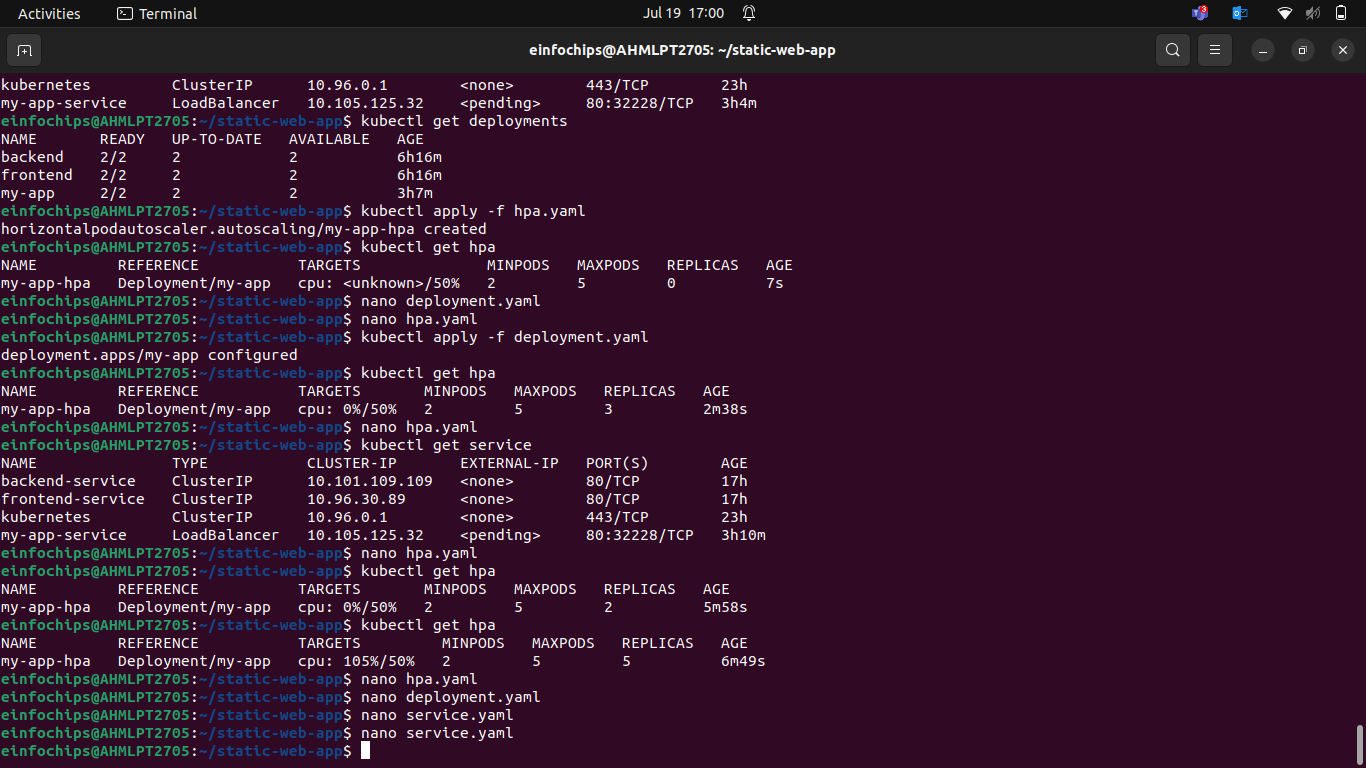 Activities Terminal Jul 19 17:00 3
einfochips@AHMLPT2705: ~/static-web-app
kubernetes ClusterIP 10.96.0.1 <none> 443/TCP 23h
my-app-service LoadBalancer 10.105.125.32 <pending> 80:32228/TCP 3h4m
einfochips@AHMLPT2705:~/static-web-app$ kubectl get deployments
NAME READY UP-TO-DATE AVAILABLE AGE
backend 2/2 2 2 6h16m
frontend 2/2 2 2 6h16m
my-app 2/2 2 2 3h7m
einfochips@AHMLPT2705:~/static-web-app$ kubectl apply -f hpa.yaml
horizontalpodautoscaler.autoscaling/my-app-hpa created
einfochips@AHMLPT2705:~/static-web-app$ kubectl get hpa
NAME REFERENCE TARGETS MINPODS MAXPODS REPLICAS AGE
my-app-hpa Deployment/my-app cpu: <unknown>/50% 2 5 0 7s
einfochips@AHMLPT2705:~/static-web-app$ nano deployment.yaml
einfochips@AHMLPT2705:~/static-web-app$ nano hpa.yaml
einfochips@AHMLPT2705:~/static-web-app$ kubectl apply -f deployment.yaml
deployment.apps/my-app configured
einfochips@AHMLPT2705:~/static-web-app$ kubectl get hpa
NAME REFERENCE TARGETS MINPODS MAXPODS REPLICAS AGE
my-app-hpa Deployment/my-app cpu: 0%/50% 2 5 3 2m38s
einfochips@AHMLPT2705:~/static-web-app$ nano hpa.yaml
einfochips@AHMLPT2705:~/static-web-app$ kubectl get service
NAME TYPE CLUSTER-IP EXTERNAL-IP PORT(S) AGE
backend-service ClusterIP 10.101.109.109 <none> 80/TCP 17h
frontend-service ClusterIP 10.96.30.89 <none> 80/TCP 17h
kubernetes ClusterIP 10.96.0.1 <none> 443/TCP 23h
my-app-service LoadBalancer 10.105.125.32 <pending> 80:32228/TCP 3h10m
einfochips@AHMLPT2705:~/static-web-app$ nano hpa.yaml
einfochips@AHMLPT2705:~/static-web-app$ kubectl get hpa
NAME REFERENCE TARGETS MINPODS MAXPODS REPLICAS AGE
my-app-hpa Deployment/my-app cpu: 0%/50% 2 5 2 5m58s
einfochips@AHMLPT2705:~/static-web-app$ kubectl get hpa
NAME REFERENCE TARGETS MINPODS MAXPODS REPLICAS AGE
my-app-hpa Deployment/my-app cpu: 105%/50% 2 5 5 6m49s
einfochips@AHMLPT2705:~/static-web-app$ nano hpa.yaml
einfochips@AHMLPT2705:~/static-web-app$ nano deployment.yaml
einfochips@AHMLPT2705:~/static-web-app$ nano service.yaml
einfochips@AHMLPT2705:~/static-web-app$ nano service.yaml
einfochips@AHMLPT2705:~/static-web-app$